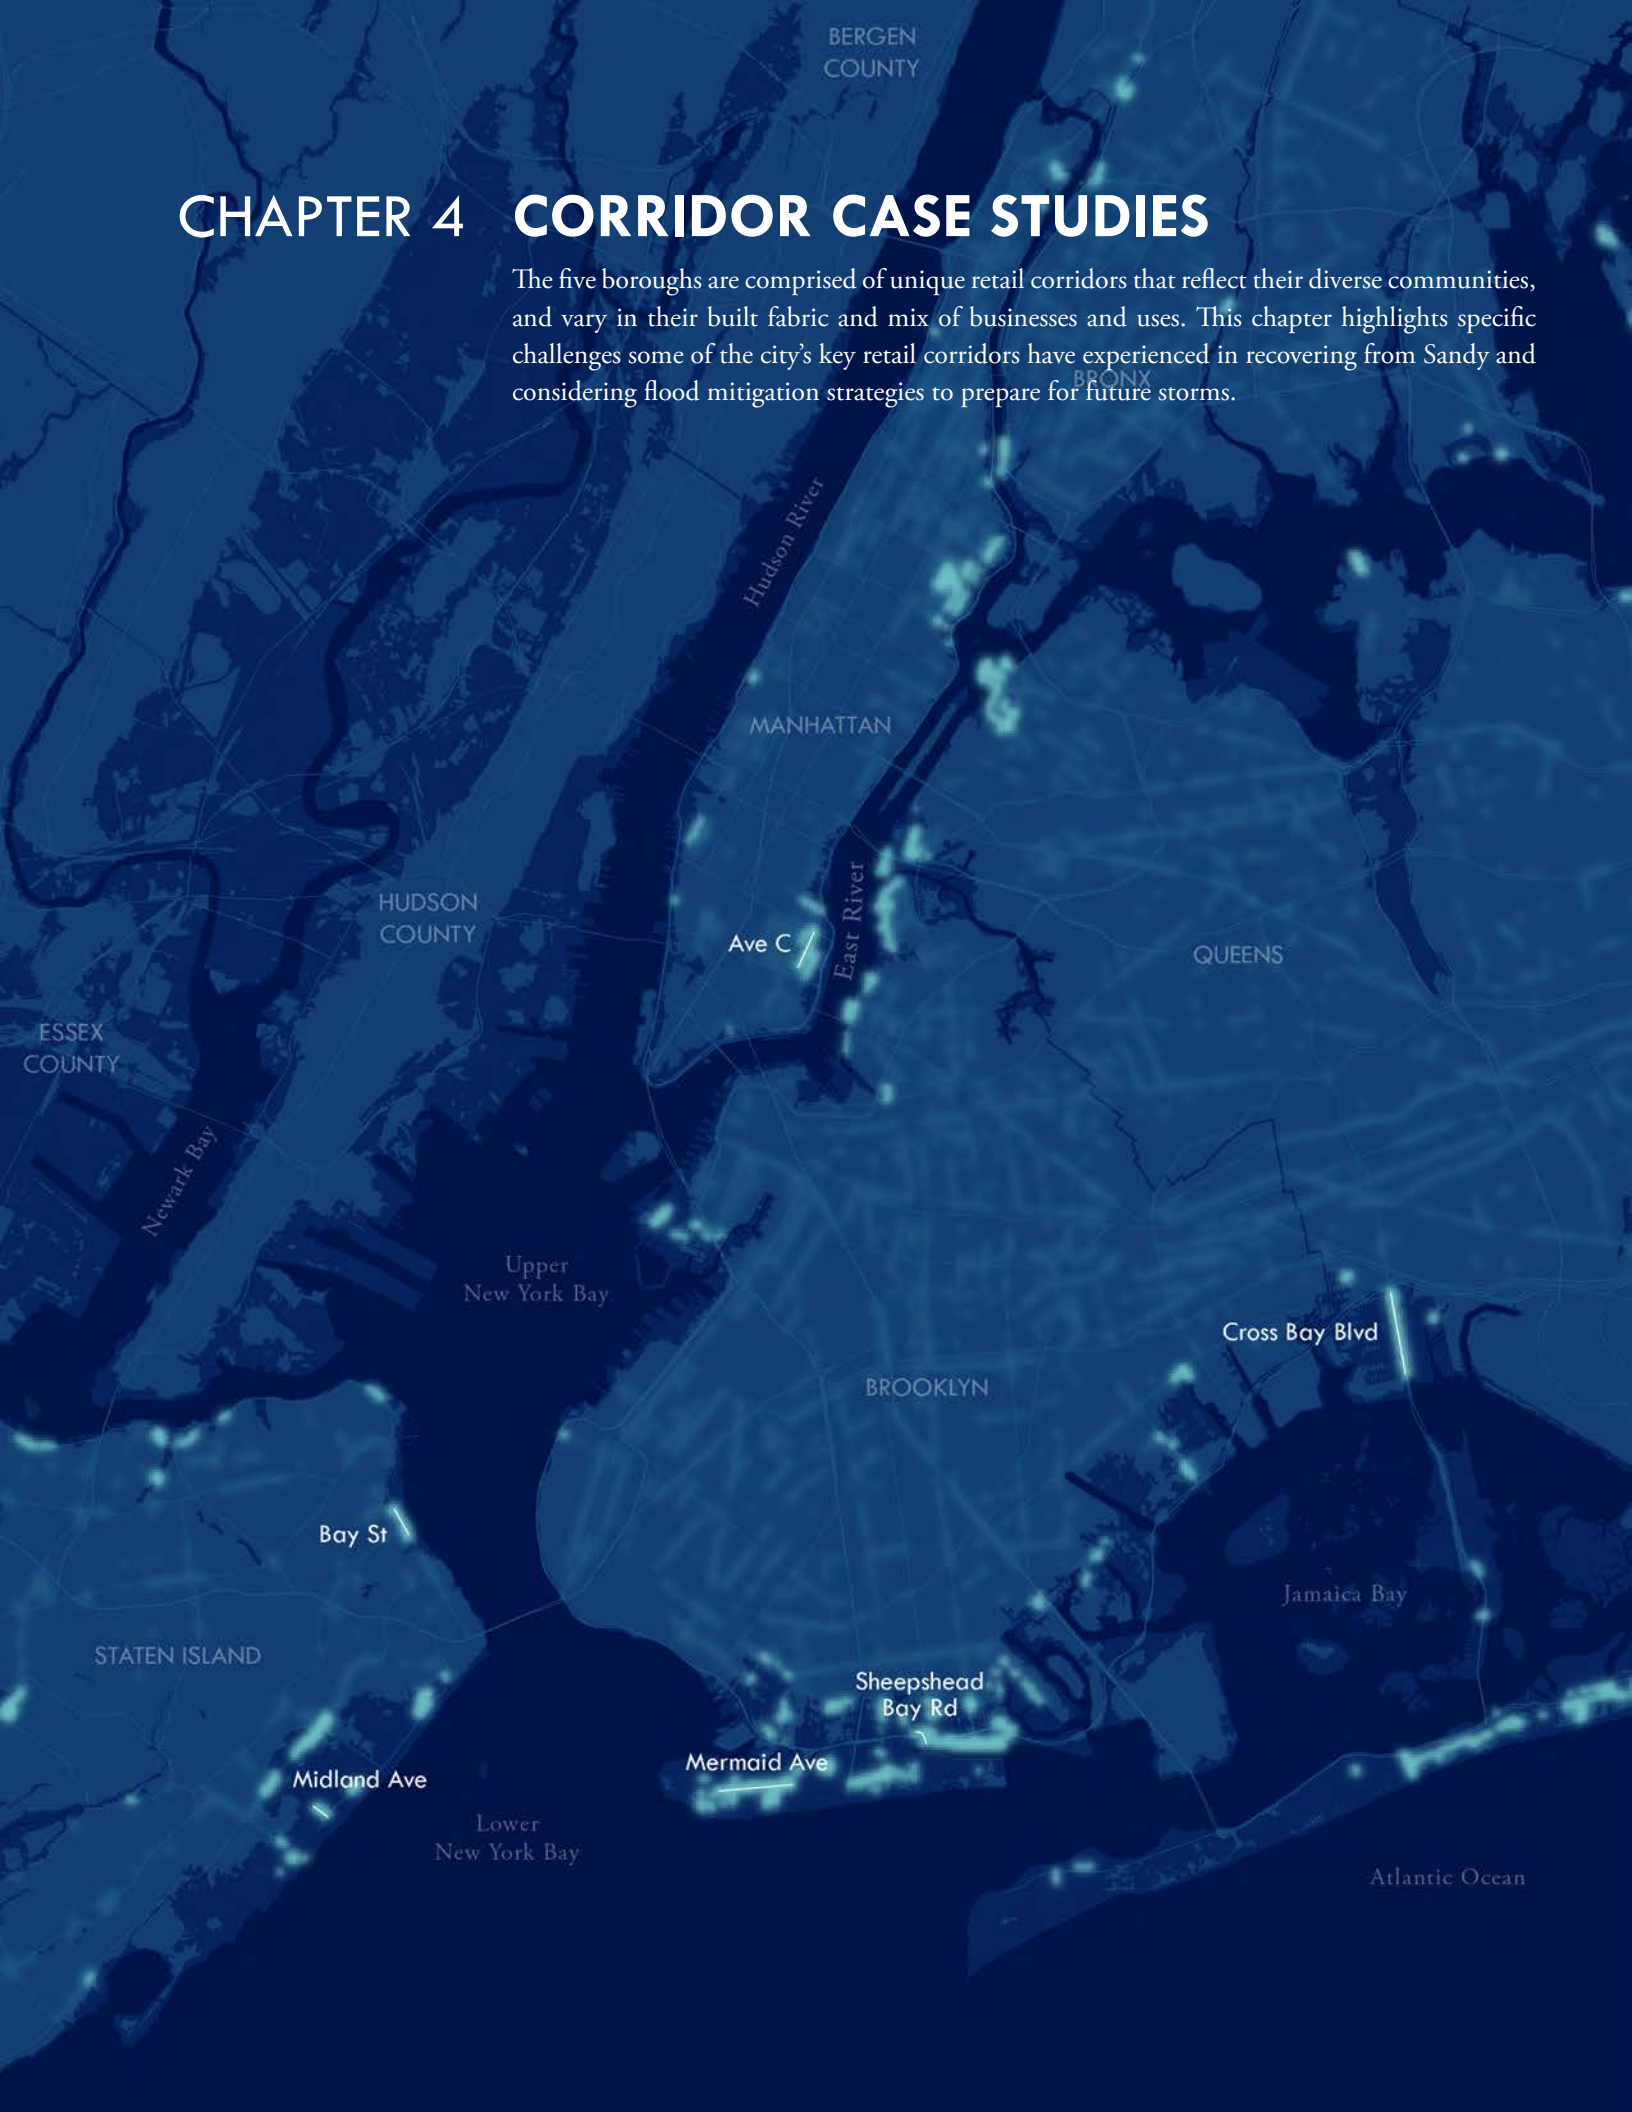 BERGEN
COUNTY
CHAPTER 4 CORRIDOR CASE STUDIES
The five boroughs are comprised of unique retail corridors that reflect their diverse communities,
and vary in their built fabric and mix of businesses and uses. This chapter highlights specific
challenges some of the city’s key retail corridors have experienced in recovering from Sandy and
considering flood mitigation strategies to prepare for future storms.
BRONX
Hudson River
MANHATTAN
HUDSON
COUNTY
Ave C
East River
QUEENS
ESSEX
COUNTY
Newark Bay
Upper
New York Bay
Cross Bay Blvd
BROOKLYN
Bay St
Jamaica Bay
STATEN ISLAND
Sheepshead
Bay Rd
Mermaid Ave
Midland Ave
Lower
New York Bay
Atlantic Ocean